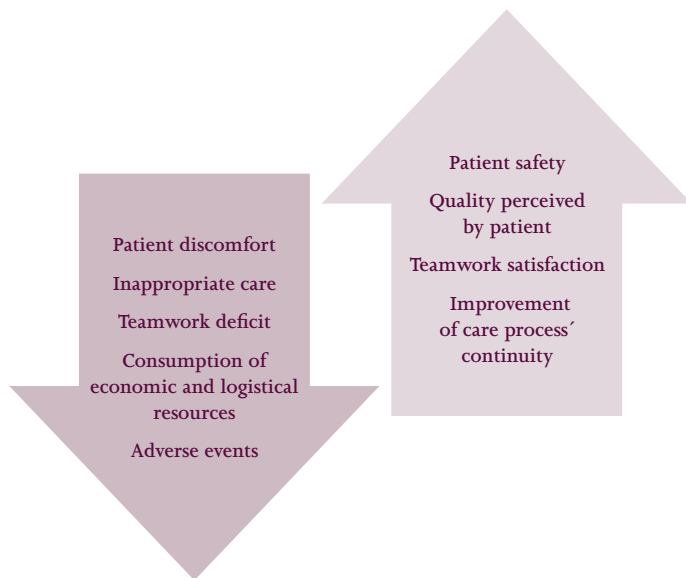 Patient discomfort
Inappropriate care
Teamwork deficit
Consumption of
economic and logistical
resources
Adverse events
Patient safety
Quality perceived
by patient
Teamwork satisfaction
Improvement
of care process´
continuity